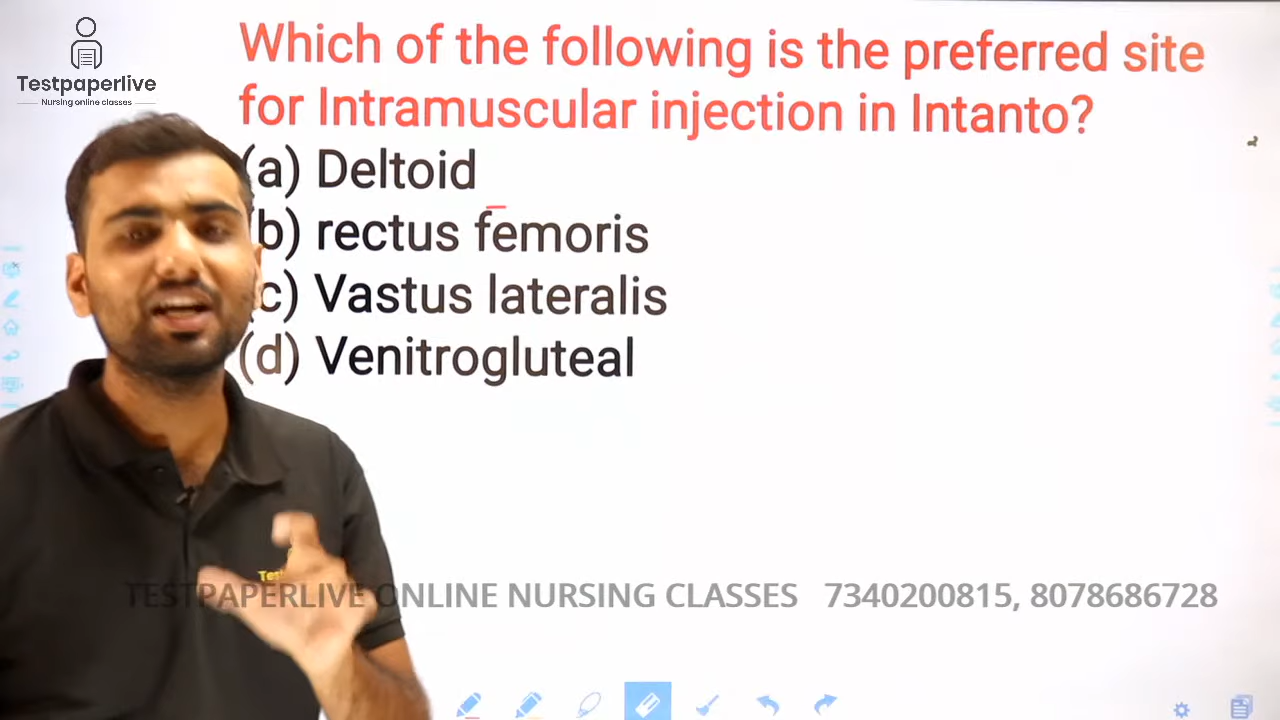 Testpaperlive
Nursing online classes
Which of the following is the preferred site
for Intramuscular injection in Intanto?
(a) Deltoid
b) rectus femoris
c) Vastus lateralis
(d) Venitrogluteal
TESTPAPERLIVE ONLINE NURSING CLASSES 7340200815, 8078686728